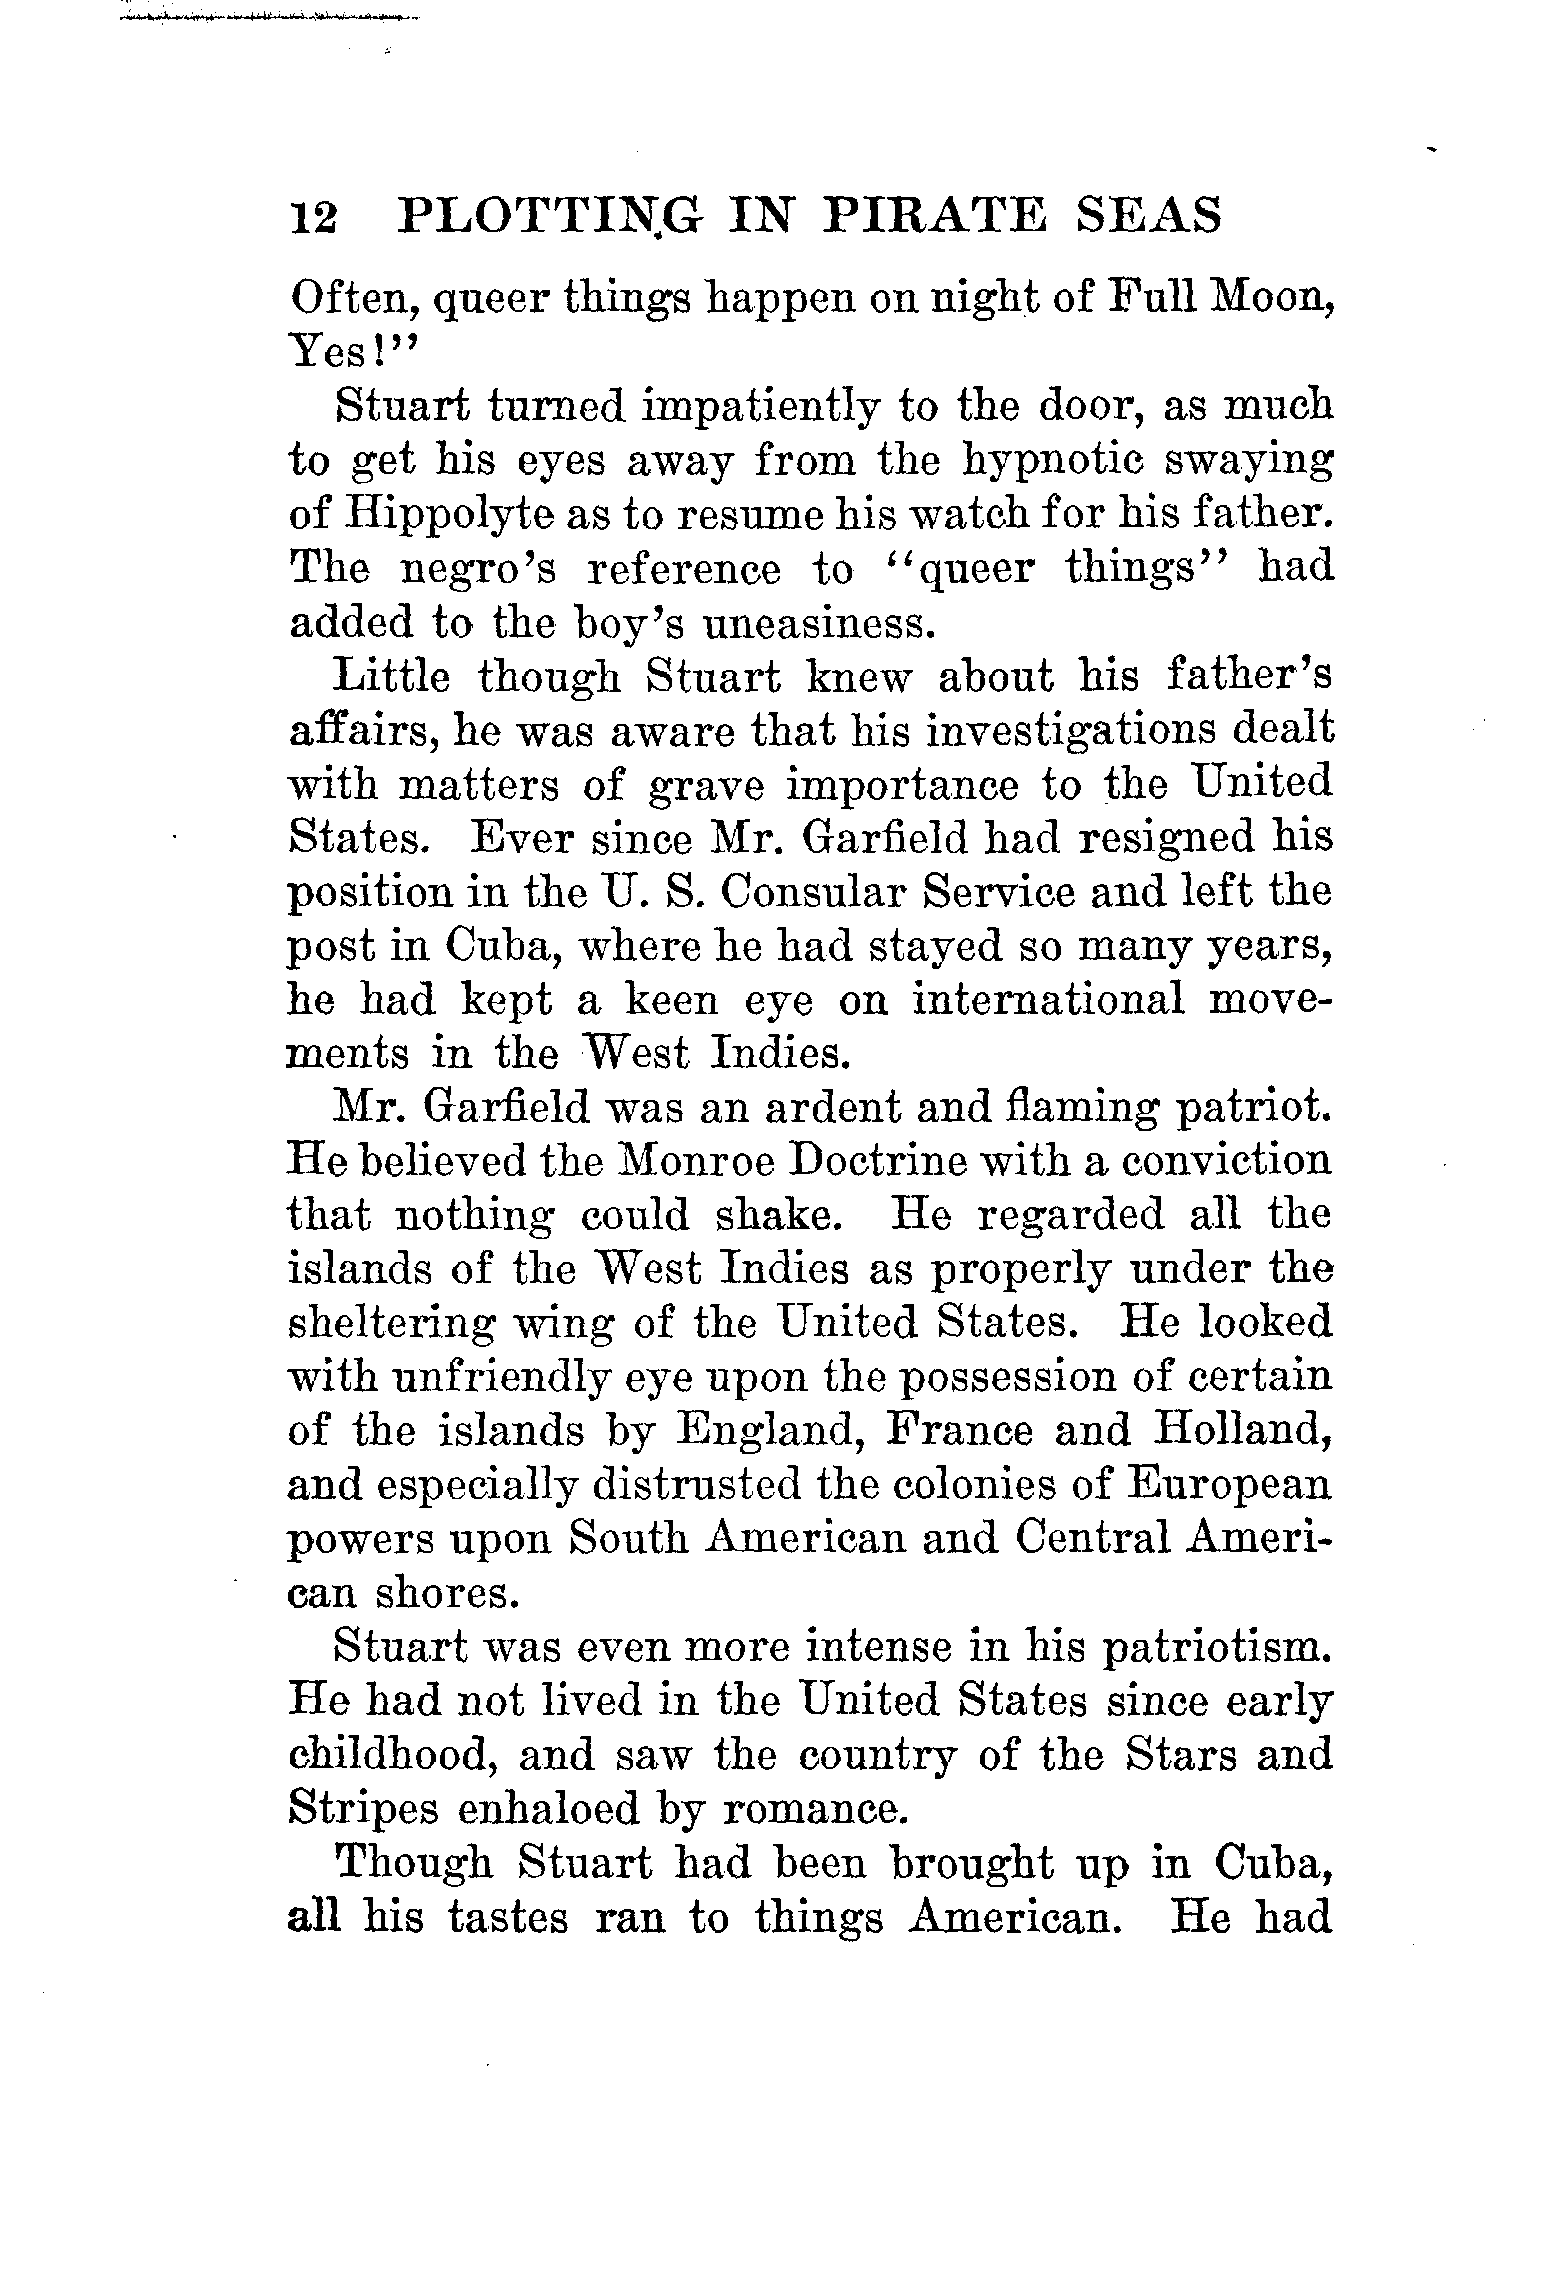 12 PLOTTING IN PIRATE SEAS
Often, queer things happen on night of Full Moon,
Yes!"
Stuart turned impatiently to the door, as much
to get his eyes away from the hypnotic swaying
of Hippolyte as to resume his watch for his father.
The negro's reference to "queer things" had
added to the boy's uneasiness.
Little though Stuart knew about his father's
affairs, he was aware that his investigations dealt
with matters of grave importance to the United
States. Ever since Mr. Garfield had resigned his
position in the U. S. Consular Service and left the
post in Cuba, where he had stayed so many years,
he had kept a keen eye on international move-
ments in the West Indies.
Mr. Garfield was an ardent and flaming patriot.
He believed the Monroe Doctrine with a conviction
that nothing could shake. He regarded all the
islands of the West Indies as properly under the
sheltering wing of the United States. He looked
with unfriendly eye upon the possession of certain
of the islands by England, France and Holland,
and especially distrusted the colonies of European
powers upon South American and Central Ameri-
can shores.
Stuart was even more intense in his patriotism.
He had not lived in the United States since early
childhood, and saw the country of the Stars and
Stripes enhaloed by romance.
Though Stuart had been brought up in Cuba,
all his tastes ran to things American. He had